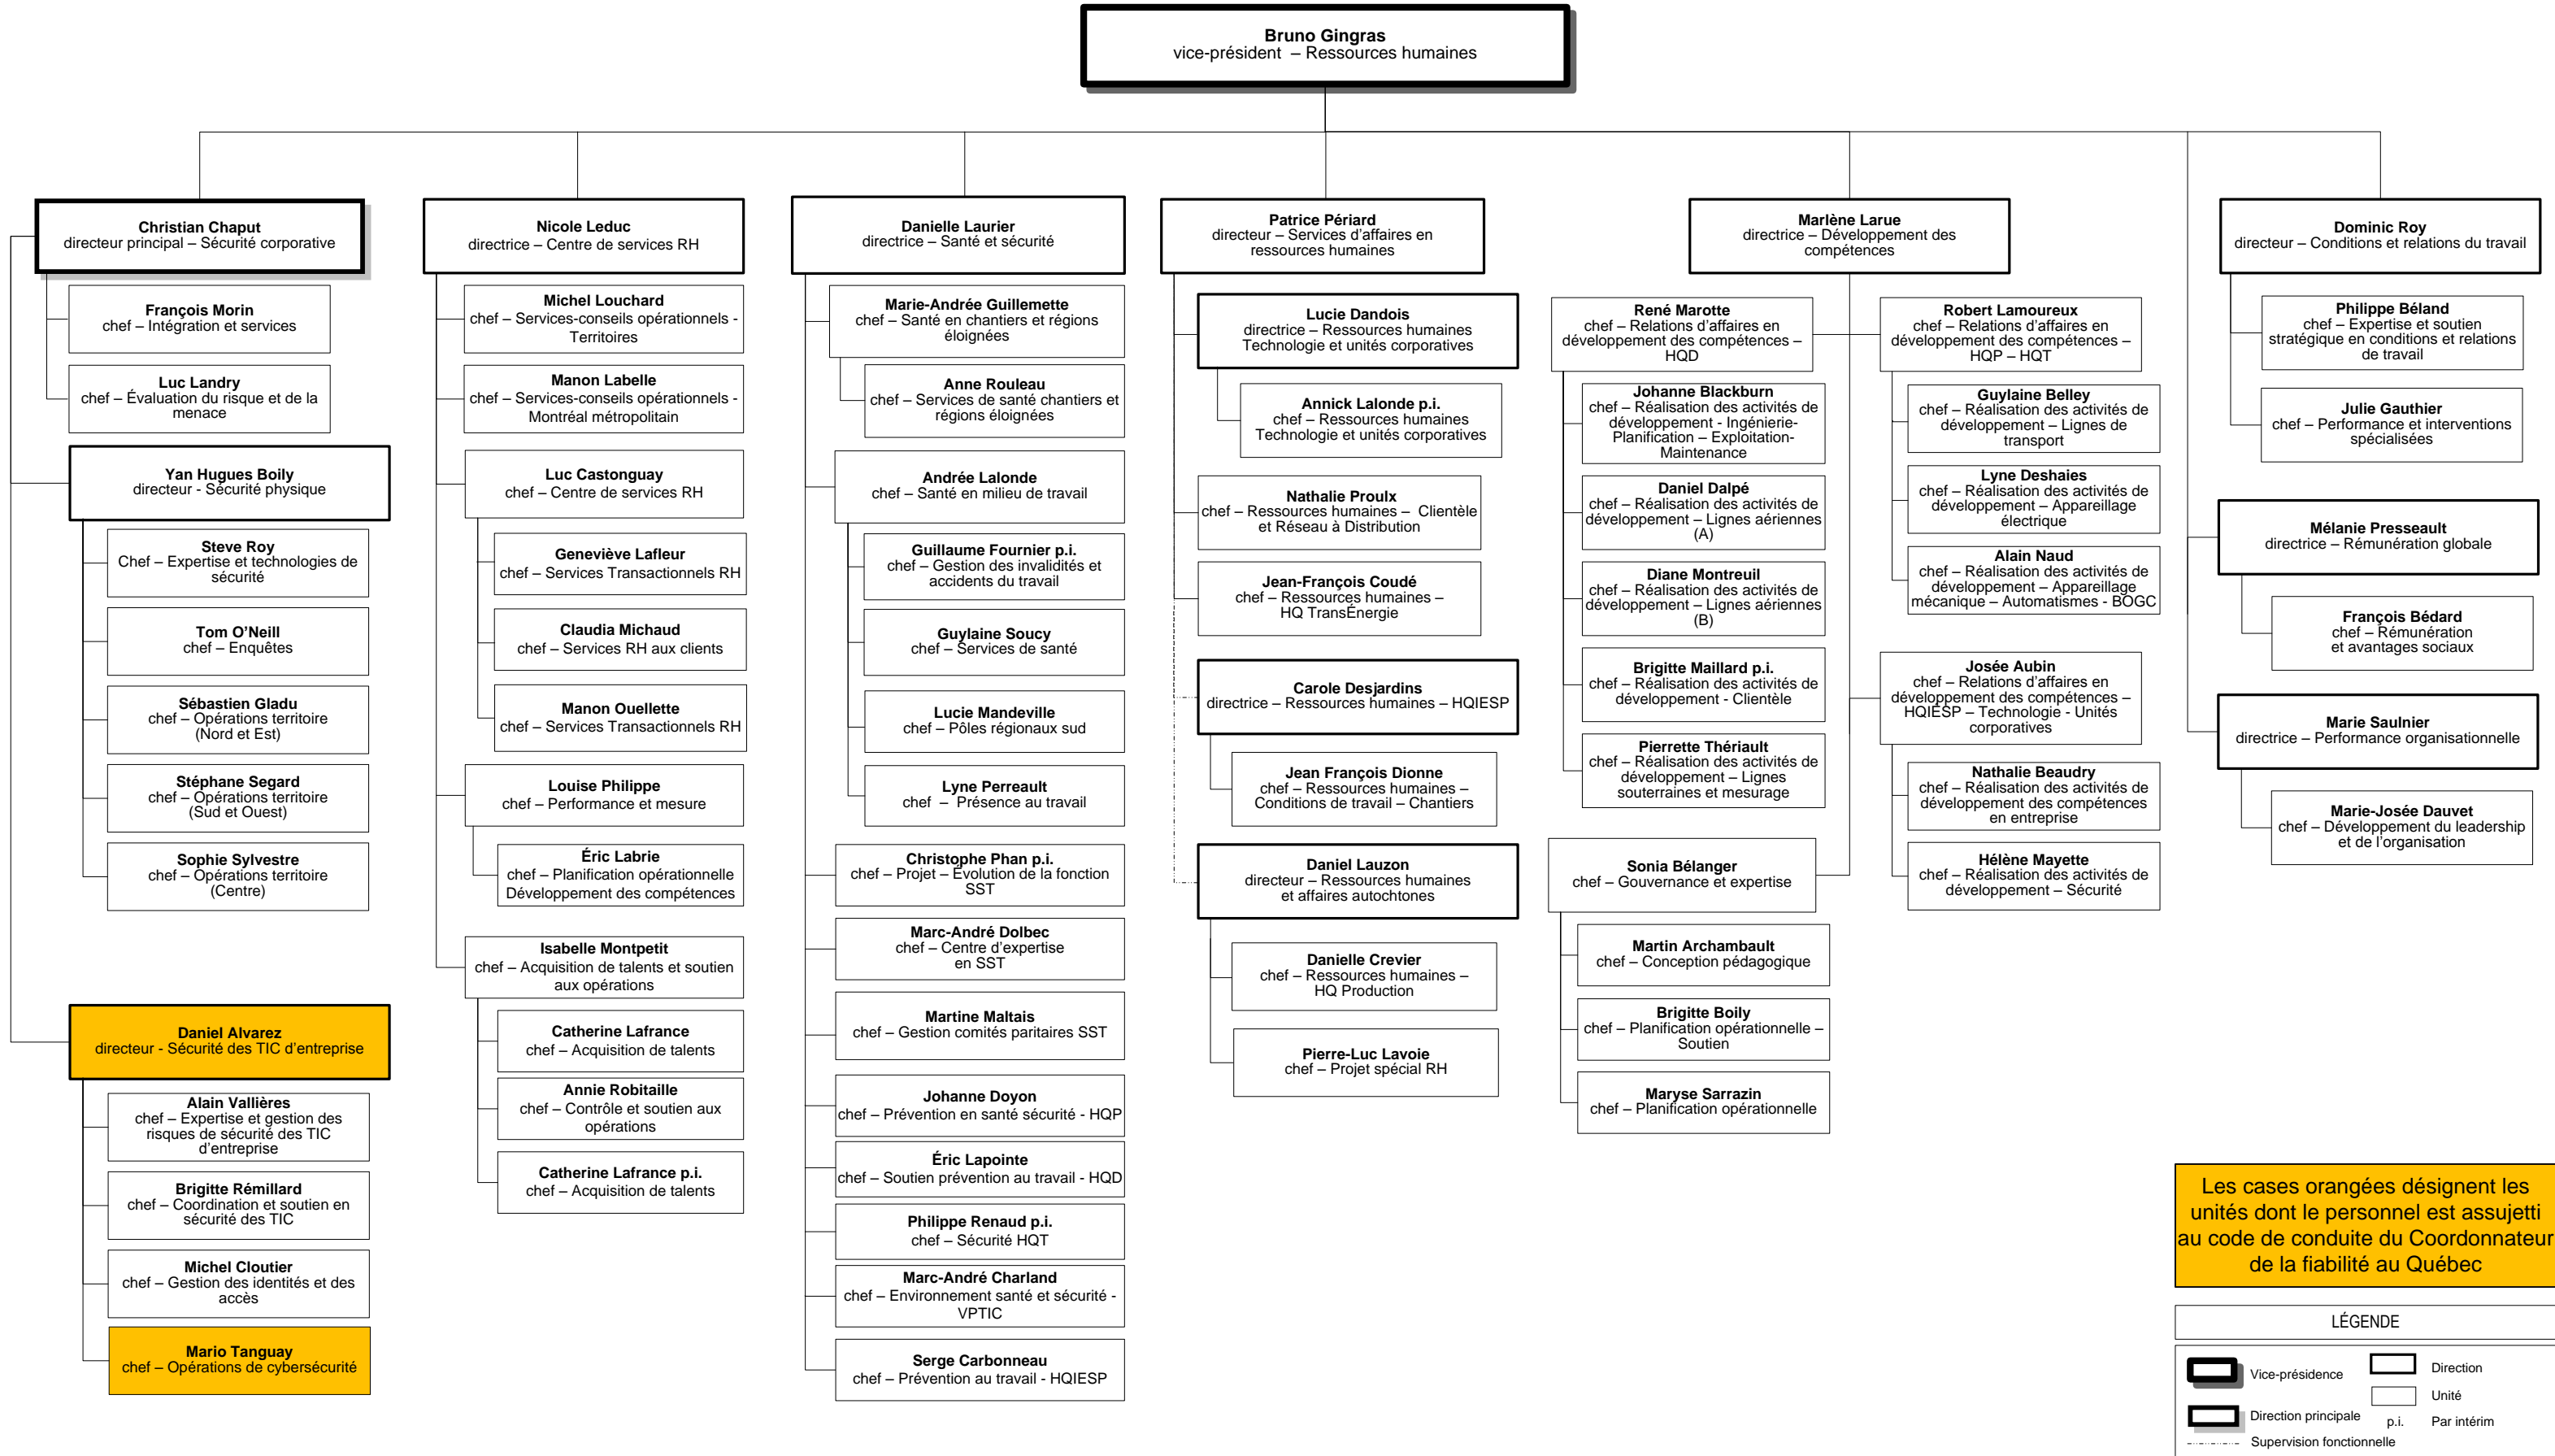 Bruno Gingras
vice-président – Ressources humaines
Christian Chaput
directeur principal – Sécurité corporative
François Morin
chef – Intégration et services
Luc Landry
chef – Évaluation du risque et de la
menace
Yan Hugues Boily
directeur - Sécurité physique
Steve Roy
Chef – Expertise et technologies de
sécurité
Tom O’Neill
chef – Enquêtes
Sébastien Gladu
chef – Opérations territoire
(Nord et Est)
Stéphane Segard
chef – Opérations territoire
(Sud et Ouest)
Sophie Sylvestre
chef – Opérations territoire
(Centre)
Daniel Alvarez
directeur - Sécurité des TIC d’entreprise
Alain Vallières
chef – Expertise et gestion des
risques de sécurité des TIC
d’entreprise
Brigitte Rémillard
chef – Coordination et soutien en
sécurité des TIC
Michel Cloutier
chef – Gestion des identités et des
accès
Mario Tanguay
chef – Opérations de cybersécurité
Nicole Leduc
directrice – Centre de services RH
Michel Louchard
chef – Services-conseils opérationnels -
Territoires
Manon Labelle
chef – Services-conseils opérationnels -
Montréal métropolitain
Luc Castonguay
chef – Centre de services RH
Geneviève Lafleur
chef – Services Transactionnels RH
Claudia Michaud
chef – Services RH aux clients
Manon Ouellette
chef – Services Transactionnels RH
Louise Philippe
chef – Performance et mesure
Éric Labrie
chef – Planification opérationnelle
Développement des compétences
Isabelle Montpetit
chef – Acquisition de talents et soutien
aux opérations
Catherine Lafrance
chef – Acquisition de talents
Annie Robitaille
chef – Contrôle et soutien aux
opérations
Catherine Lafrance p.i.
chef – Acquisition de talents
Danielle Laurier
directrice – Santé et sécurité
Marie-Andrée Guillemette
chef – Santé en chantiers et régions
éloignées
Anne Rouleau
chef – Services de santé chantiers et
régions éloignées
Andrée Lalonde
chef – Santé en milieu de travail
Guillaume Fournier p.i.
chef – Gestion des invalidités et
accidents du travail
Guylaine Soucy
chef – Services de santé
Lucie Mandeville
chef – Pôles régionaux sud
Lyne Perreault
chef – Présence au travail
Christophe Phan p.i.
chef – Projet – Évolution de la fonction
SST
Marc-André Dolbec
chef – Centre d’expertise
en SST
Martine Maltais
chef – Gestion comités paritaires SST
Johanne Doyon
chef – Prévention en santé sécurité - HQP
Éric Lapointe
chef – Soutien prévention au travail - HQD
Philippe Renaud p.i.
chef – Sécurité HQT
Marc-André Charland
chef – Environnement santé et sécurité -
VPTIC
Serge Carbonneau
chef – Prévention au travail - HQIESP
Patrice Périard
directeur – Services d’affaires en
ressources humaines
Lucie Dandois
directrice – Ressources humaines
Technologie et unités corporatives
Annick Lalonde p.i.
chef – Ressources humaines
Technologie et unités corporatives
Nathalie Proulx
chef – Ressources humaines – Clientèle
et Réseau à Distribution
Jean-François Coudé
chef – Ressources humaines –
HQ TransÉnergie
Carole Desjardins
directrice – Ressources humaines – HQIESP
Jean François Dionne
chef – Ressources humaines –
Conditions de travail – Chantiers
Daniel Lauzon
directeur – Ressources humaines
et affaires autochtones
Danielle Crevier
chef – Ressources humaines –
HQ Production
Pierre-Luc Lavoie
chef – Projet spécial RH
Marlène Larue
directrice – Développement des
compétences
René Marotte
chef – Relations d’affaires en
développement des compétences –
HQD
Johanne Blackburn
chef – Réalisation des activités de
développement - Ingénierie-
Planification – Exploitation-
Maintenance
Daniel Dalpé
chef – Réalisation des activités de
développement – Lignes aériennes
(A)
Diane Montreuil
chef – Réalisation des activités de
développement – Lignes aériennes
(B)
Brigitte Maillard p.i.
chef – Réalisation des activités de
développement - Clientèle
Pierrette Thériault
chef – Réalisation des activités de
développement – Lignes
souterraines et mesurage
Sonia Bélanger
chef – Gouvernance et expertise
Martin Archambault
chef – Conception pédagogique
Brigitte Boily
chef – Planification opérationnelle –
Soutien
Maryse Sarrazin
chef – Planification opérationnelle
Robert Lamoureux
chef – Relations d’affaires en
développement des compétences –
HQP – HQT
Guylaine Belley
chef – Réalisation des activités de
développement – Lignes de
transport
Lyne Deshaies
chef – Réalisation des activités de
développement – Appareillage
électrique
Alain Naud
chef – Réalisation des activités de
développement – Appareillage
mécanique – Automatismes - BOGC
Josée Aubin
chef – Relations d’affaires en
développement des compétences –
HQIESP – Technologie - Unités
corporatives
Nathalie Beaudry
chef – Réalisation des activités de
développement des compétences
en entreprise
Hélène Mayette
chef – Réalisation des activités de
développement – Sécurité
Dominic Roy
directeur – Conditions et relations du travail
Philippe Béland
chef – Expertise et soutien
stratégique en conditions et relations
de travail
Julie Gauthier
chef – Performance et interventions
spécialisées
Mélanie Presseault
directrice – Rémunération globale
François Bédard
chef – Rémunération
et avantages sociaux
Marie Saulnier
directrice – Performance organisationnelle
Marie-Josée Dauvet
chef – Développement du leadership
et de l’organisation
Les cases orangées désignent les
unités dont le personnel est assujetti
au code de conduite du Coordonnateur
de la fiabilité au Québec
LÉGENDE
Vice-présidence
Direction
Unité
Direction principale
p.i. Par intérim
Supervision fonctionnelle